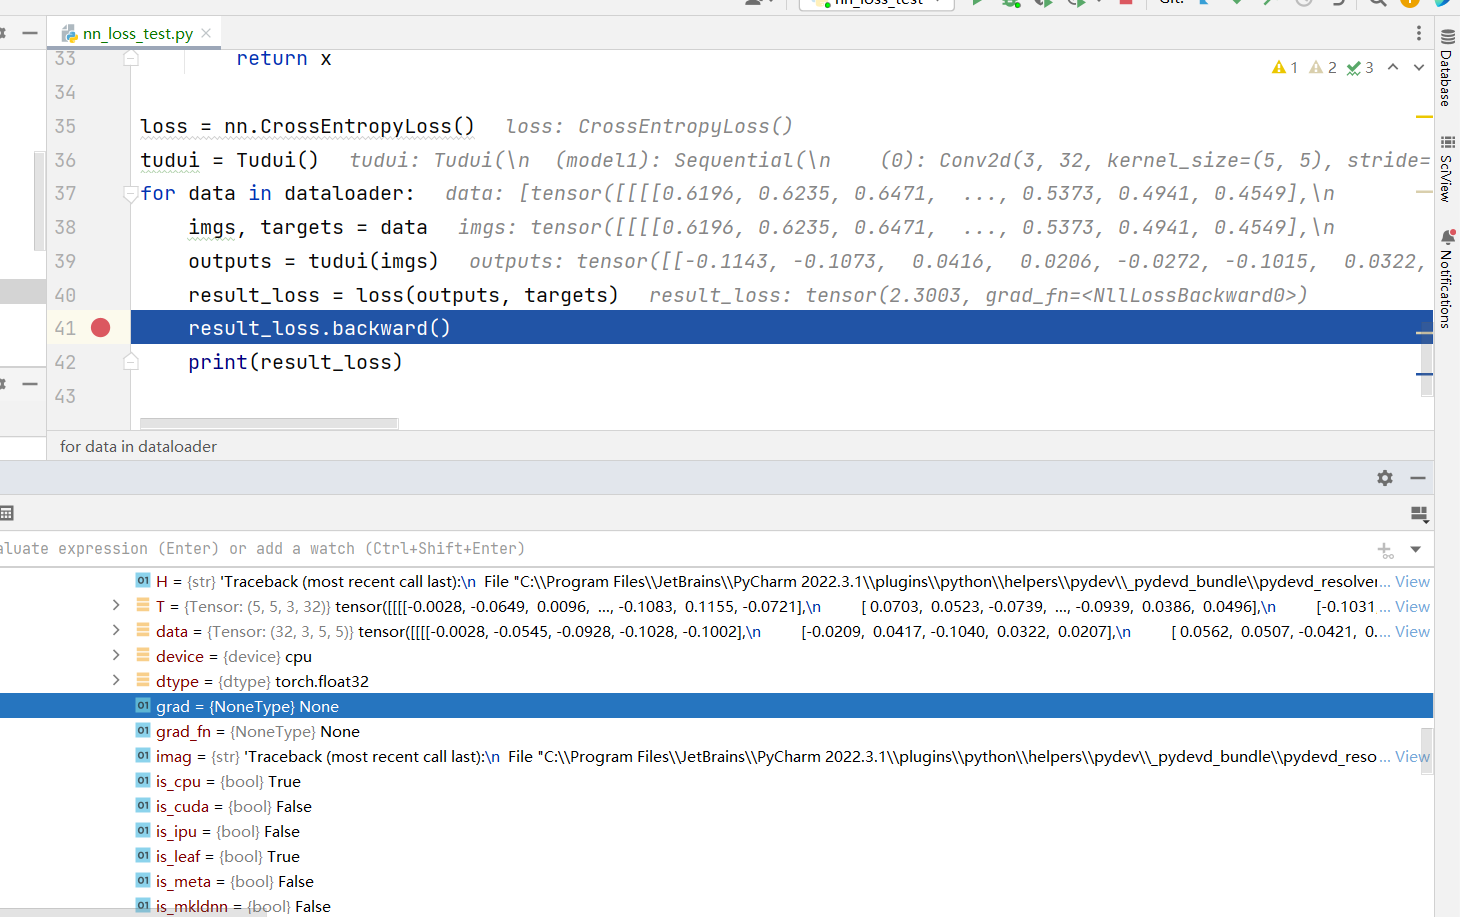 nn_loss_test
Git:
nn_loss_test.py
1 2 3
33 return x
34
35 loss = nn.CrossEntropyLoss() loss: CrossEntropyLoss()
36 tudui = Tudui() tudui: Tudui(\n (model1): Sequential(\n (0): Conv2d(3, 32, kernel_size=(5, 5), stride=
37 for data in dataloader: data: [tensor([[[[0.6196, 0.6235, 0.6471, ..., 0.5373, 0.4941, 0.4549],\n
38 imgs, targets = data imgs: tensor([[[[0.6196, 0.6235, 0.6471, ..., 0.5373, 0.4941, 0.4549],\n
39 outputs = tudui(imgs) outputs: tensor([[-0.1143, -0.1073, 0.0416, 0.0206, -0.0272, -0.1015, 0.0322,
40 result_loss = loss(outputs, targets) result_loss: tensor(2.3003, grad_fn=<NllLossBackward0>)
41 result_loss.backward()
42 print(result_loss)
43
for data in dataloader
Database
SciView
Notifications
aluate expression (Enter) or add a watch (Ctrl+Shift+Enter)
01 H = {str} 'Traceback (most recent call last):\n File "C:\\Program Files\\JetBrains\\PyCharm 2022.3.1\\plugins\\python\\helpers\\pydev\\_pydevd_bundle\\pydevd_resolver... View
T = {Tensor: (5, 5, 3, 32)} tensor([[[[-0.0028, -0.0649, 0.0096, ..., -0.1083, 0.1155, -0.0721],\n [ 0.0703, 0.0523, -0.0739, ..., -0.0939, 0.0386, 0.0496],\n [-0.1031... View
data = {Tensor: (32, 3, 5, 5)} tensor([[[[-0.0028, -0.0545, -0.0928, -0.1028, -0.1002],\n [-0.0209, 0.0417, -0.1040, 0.0322, 0.0207],\n [ 0.0562, 0.0507, -0.0421, 0.... View
device = {device} cpu
dtype = {dtype} torch.float32
01 grad = {NoneType} None
01 grad_fn = {NoneType} None
01 imag = {str} 'Traceback (most recent call last):\n File "C:\\Program Files\\JetBrains\\PyCharm 2022.3.1\\plugins\\python\\helpers\\pydev\\_pydevd_bundle\\pydevd_reso... View
01 is_cpu = {bool} True
01 is_cuda = {bool} False
01 is_ipu = {bool} False
01 is_leaf = {bool} True
01 is_meta = {bool} False
01 is_mkldnn = {bool} False